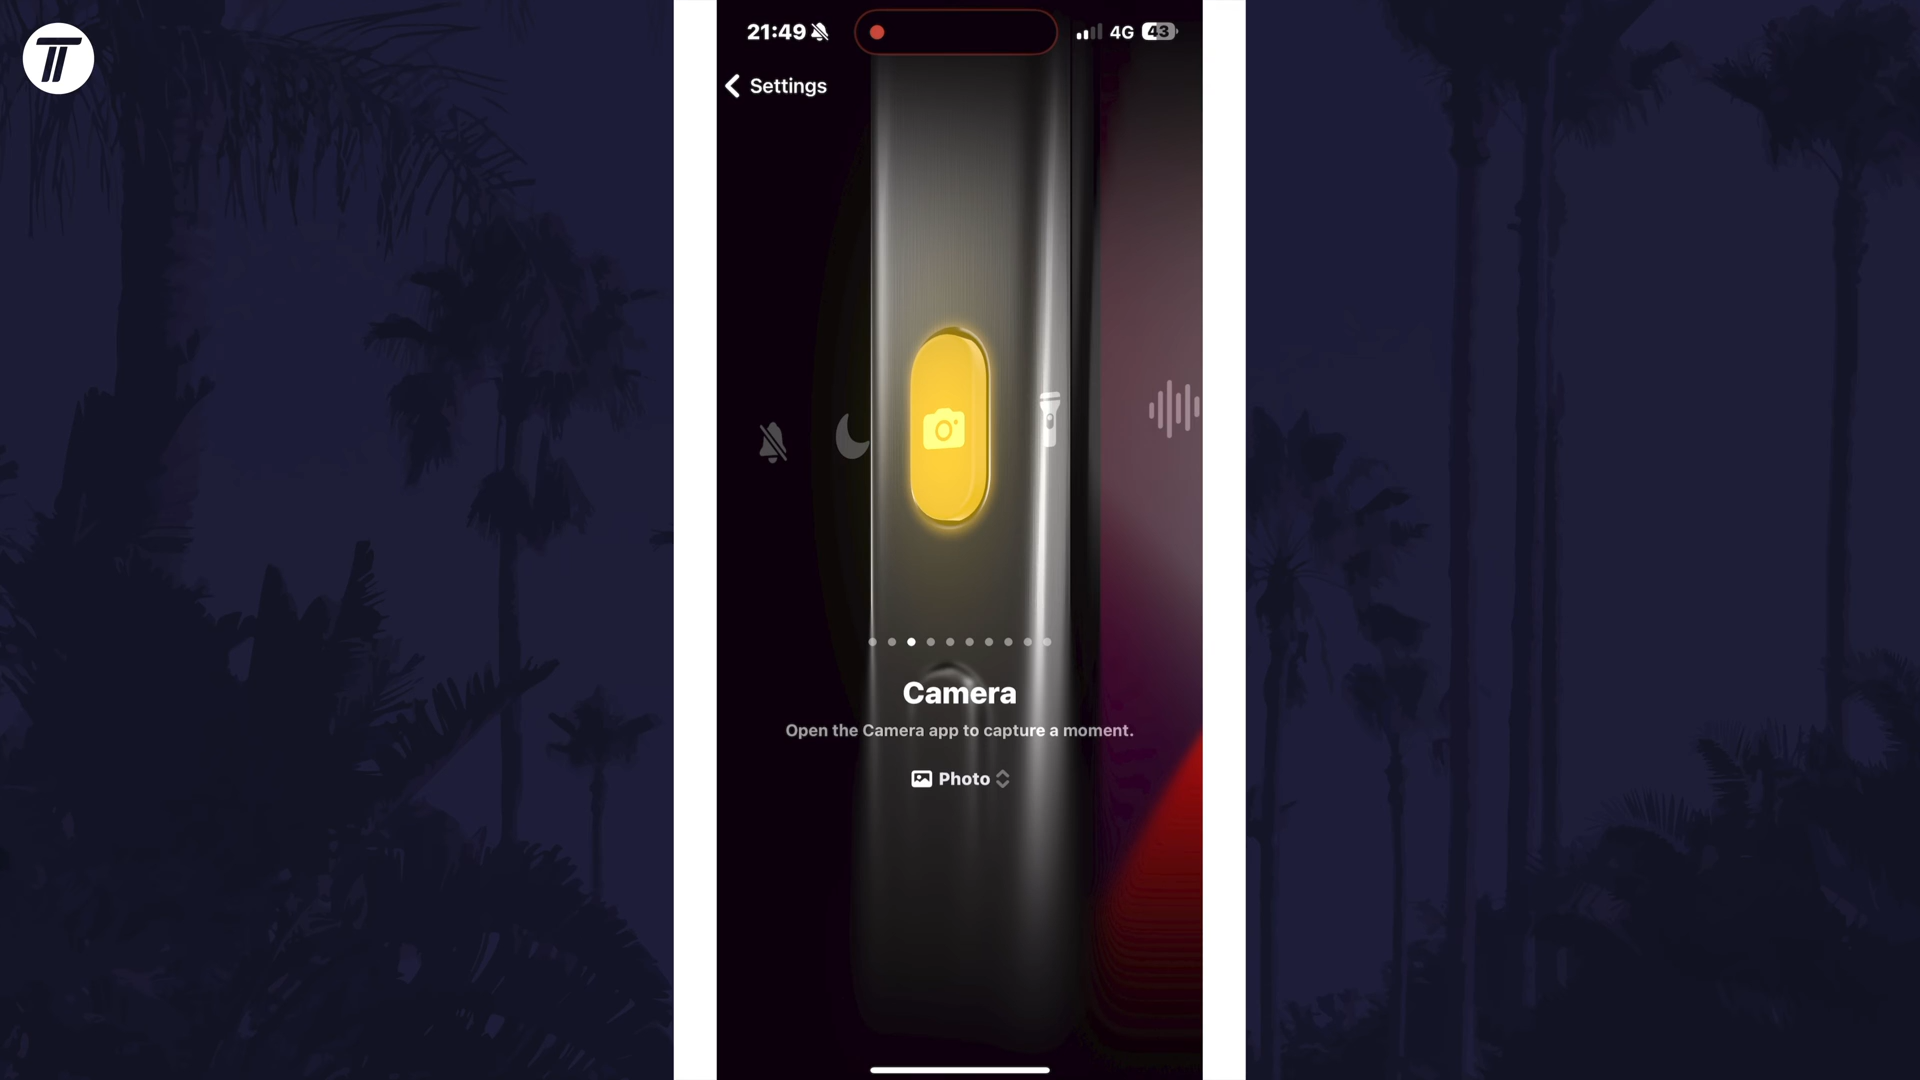 21:49
4G
43
Settings
Camera
Open the Camera app to capture a moment.
Photo